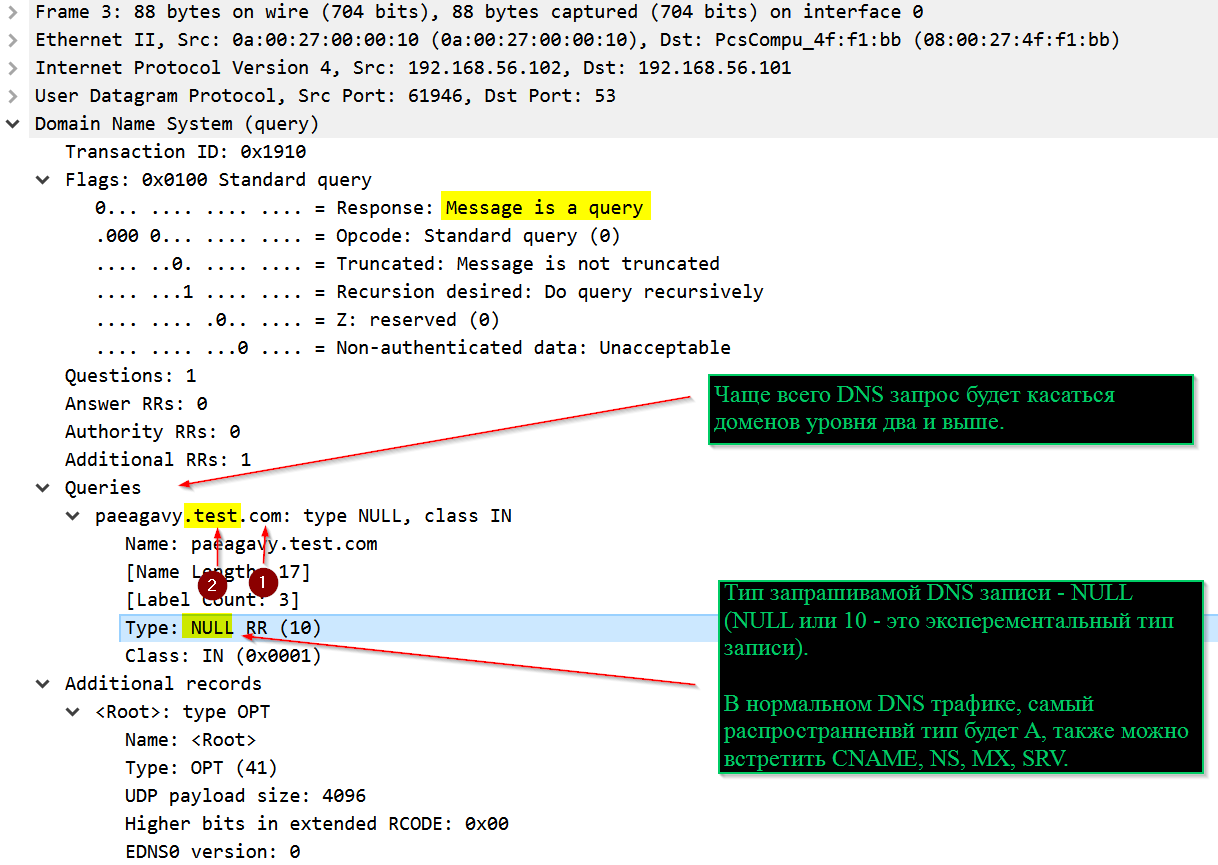 Frame 3: 88 bytes on wire (704 bits), 88 bytes captured (704 bits) on interface 0
Ethernet II, Src: 0a:00:27:00:00:10 (0a:00:27:00:00:10), Dst: PcsCompu_4f:f1:bb (08:00:27:4f:f1:bb)
Internet Protocol Version 4, Src: 192.168.56.102, Dst: 192.168.56.101
User Datagram Protocol, Src Port: 61946, Dst Port: 53
Domain Name System (query)
Transaction ID: 0x1910
Flags: 0x0100 Standard query
0... .... .... .... = Response: Message is a query
.000 0... .... .... = Opcode: Standard query (0)
.... ..0. .... .... = Truncated: Message is not truncated
.... ...1 .... .... = Recursion desired: Do query recursively
.... .... .0.. .... = Z: reserved (0)
.... .... ...0 .... = Non-authenticated data: Unacceptable
Questions: 1
Answer RRs: 0
Authority RRs: 0
Additional RRs: 1
Чаще всего DNS запрос будет касаться
доменов уровня два и выше.
Queries
paeagavy.test.com: type NULL, class IN
Name: paeagavy.test.com
[Name Length: 17]
2
1
[Label Count: 3]
Type: NULL RR (10)
Class: IN (0x0001)
Тип запрашивамой DNS записи - NULL
(NULL или 10 - это эксперементальный тип
записи).
В нормальном DNS трафике, самый
распространненвй тип будет A, также можно
встретить CNAME, NS, MX, SRV.
Additional records
<Root>: type OPT
Name: <Root>
Type: OPT (41)
UDP payload size: 4096
Higher bits in extended RCODE: 0x00
EDNS0 version: 0